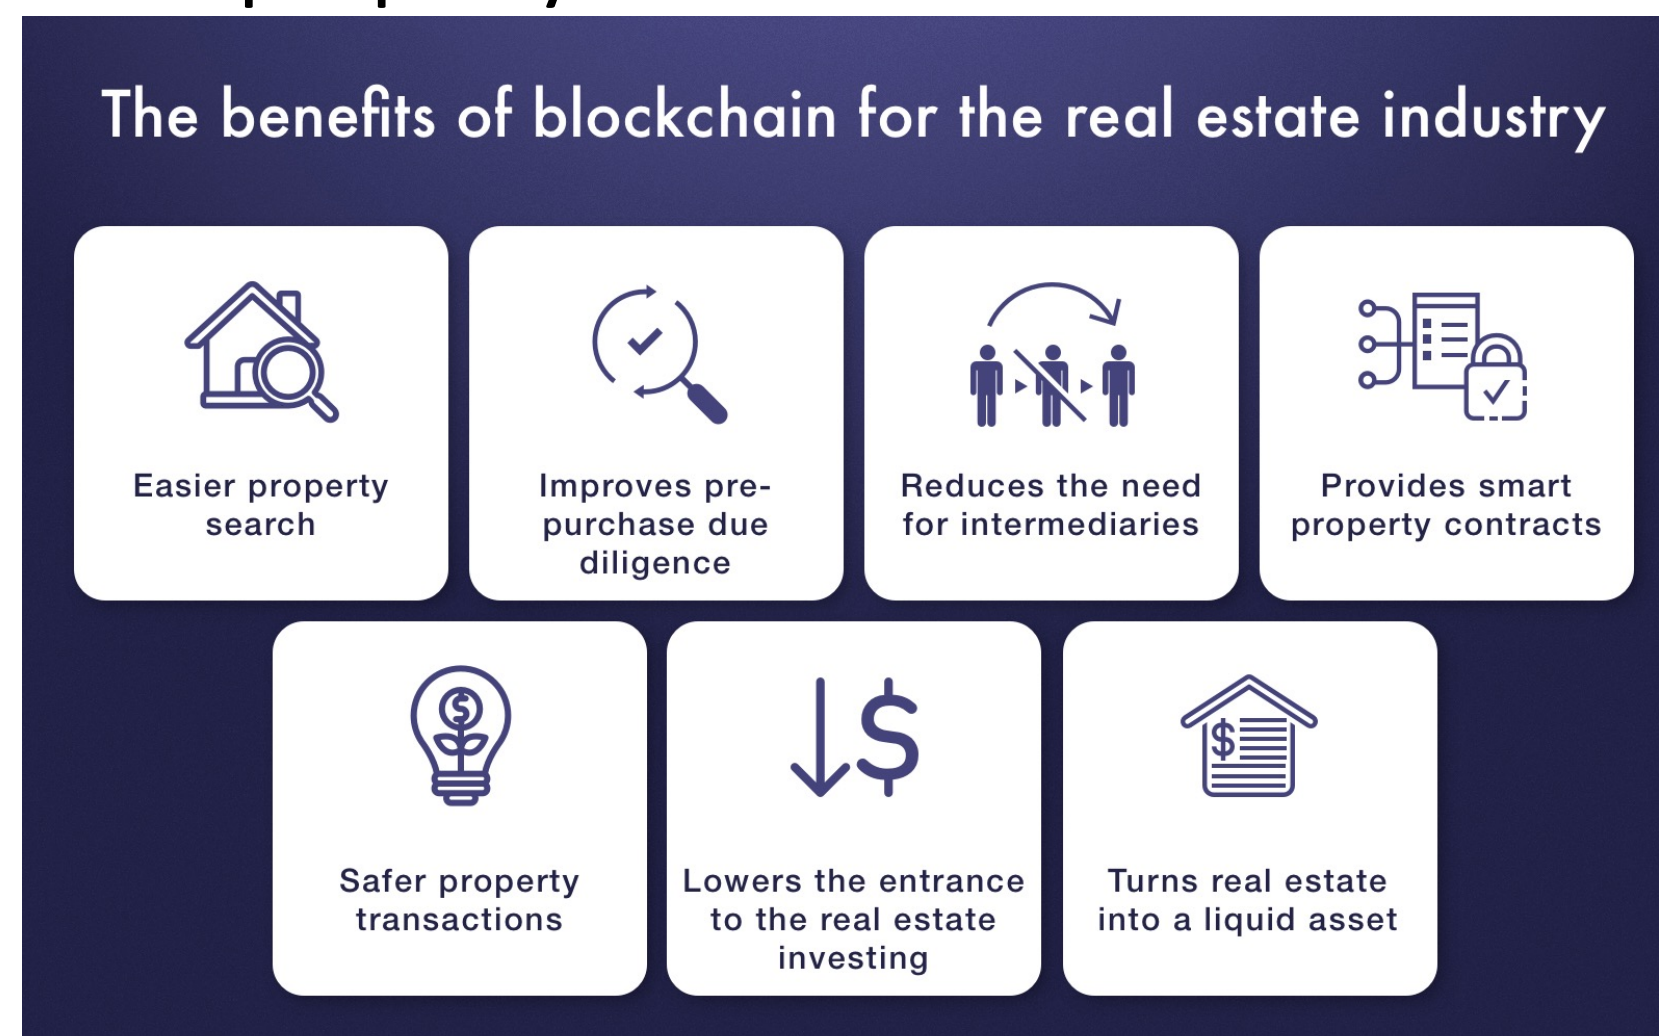 The benefits of blockchain for the real estate industry
Easier property
search
Improves pre-
purchase due
diligence
Reduces the need
for intermediaries
Provides smart
property contracts
Safer property
transactions
Lowers the entrance
to the real estate
investing
Turns real estate
into a liquid asset